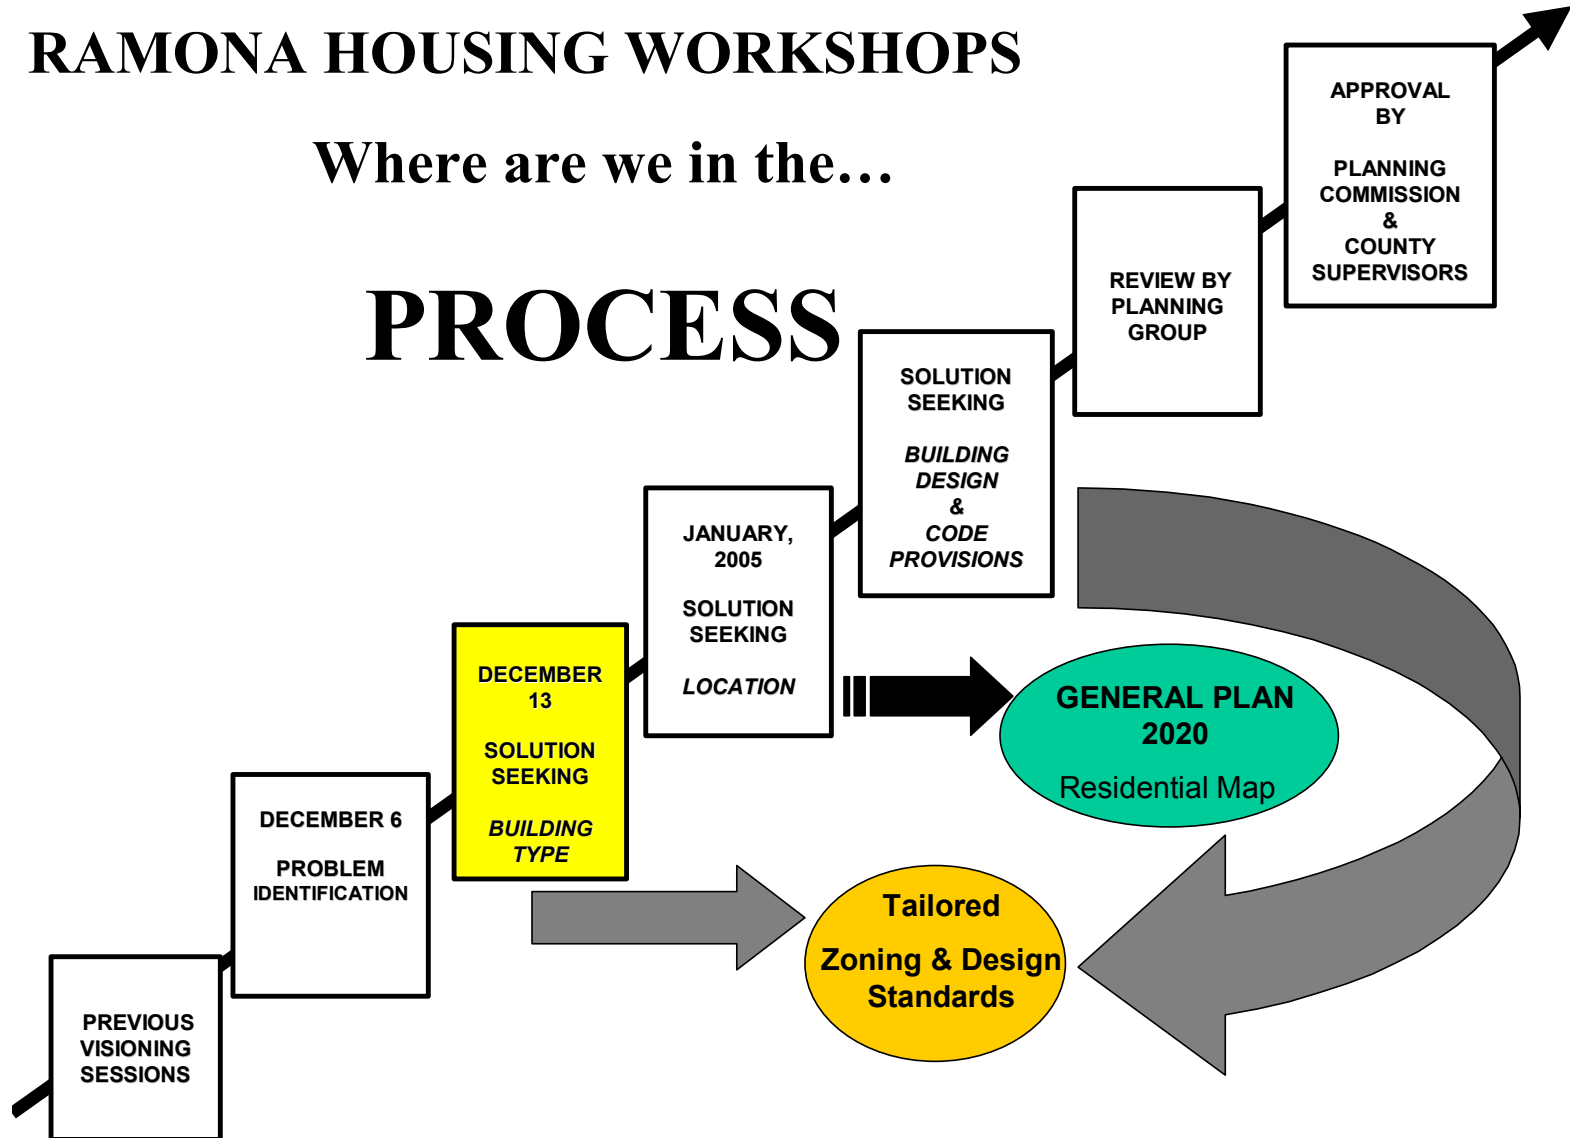 RAMONA HOUSING WORKSHOPS
Where are we in the…
PROCESS
PREVIOUS
VISIONING
SESSIONS
DECEMBER 6
PROBLEM
IDENTIFICATION
DECEMBER
13
SOLUTION
SEEKING
BUILDING
TYPE
JANUARY,
2005
SOLUTION
SEEKING
LOCATION
SOLUTION
SEEKING
BUILDING
DESIGN
&
CODE
PROVISIONS
REVIEW BY
PLANNING
GROUP
APPROVAL
BY
PLANNING
COMMISSION
&
COUNTY
SUPERVISORS
GENERAL PLAN
2020
Residential Map
Tailored
Zoning & Design
Standards